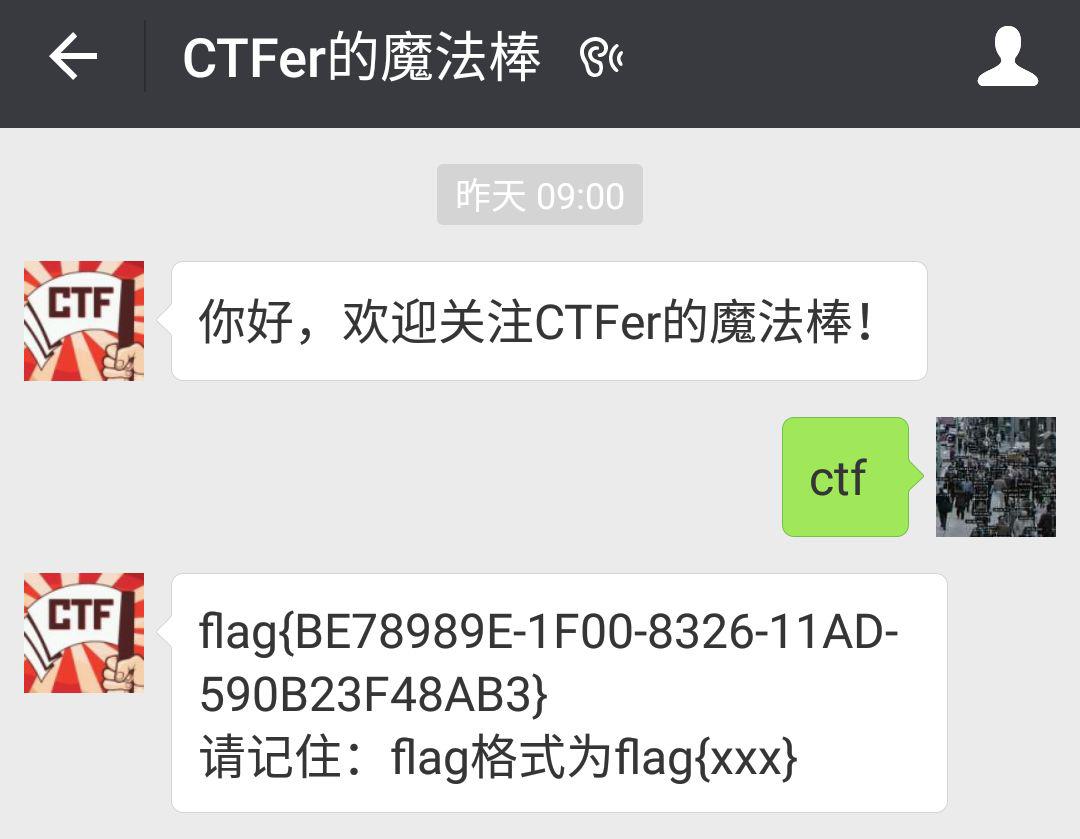 CTFer的魔法棒
昨天 09:00
CTF
你好，欢迎关注CTFer的魔法棒！
ctf
CTF
flag{BE78989E-1F00-8326-11AD-
590B23F48AB3}
请记住：flag格式为flag{xxx}